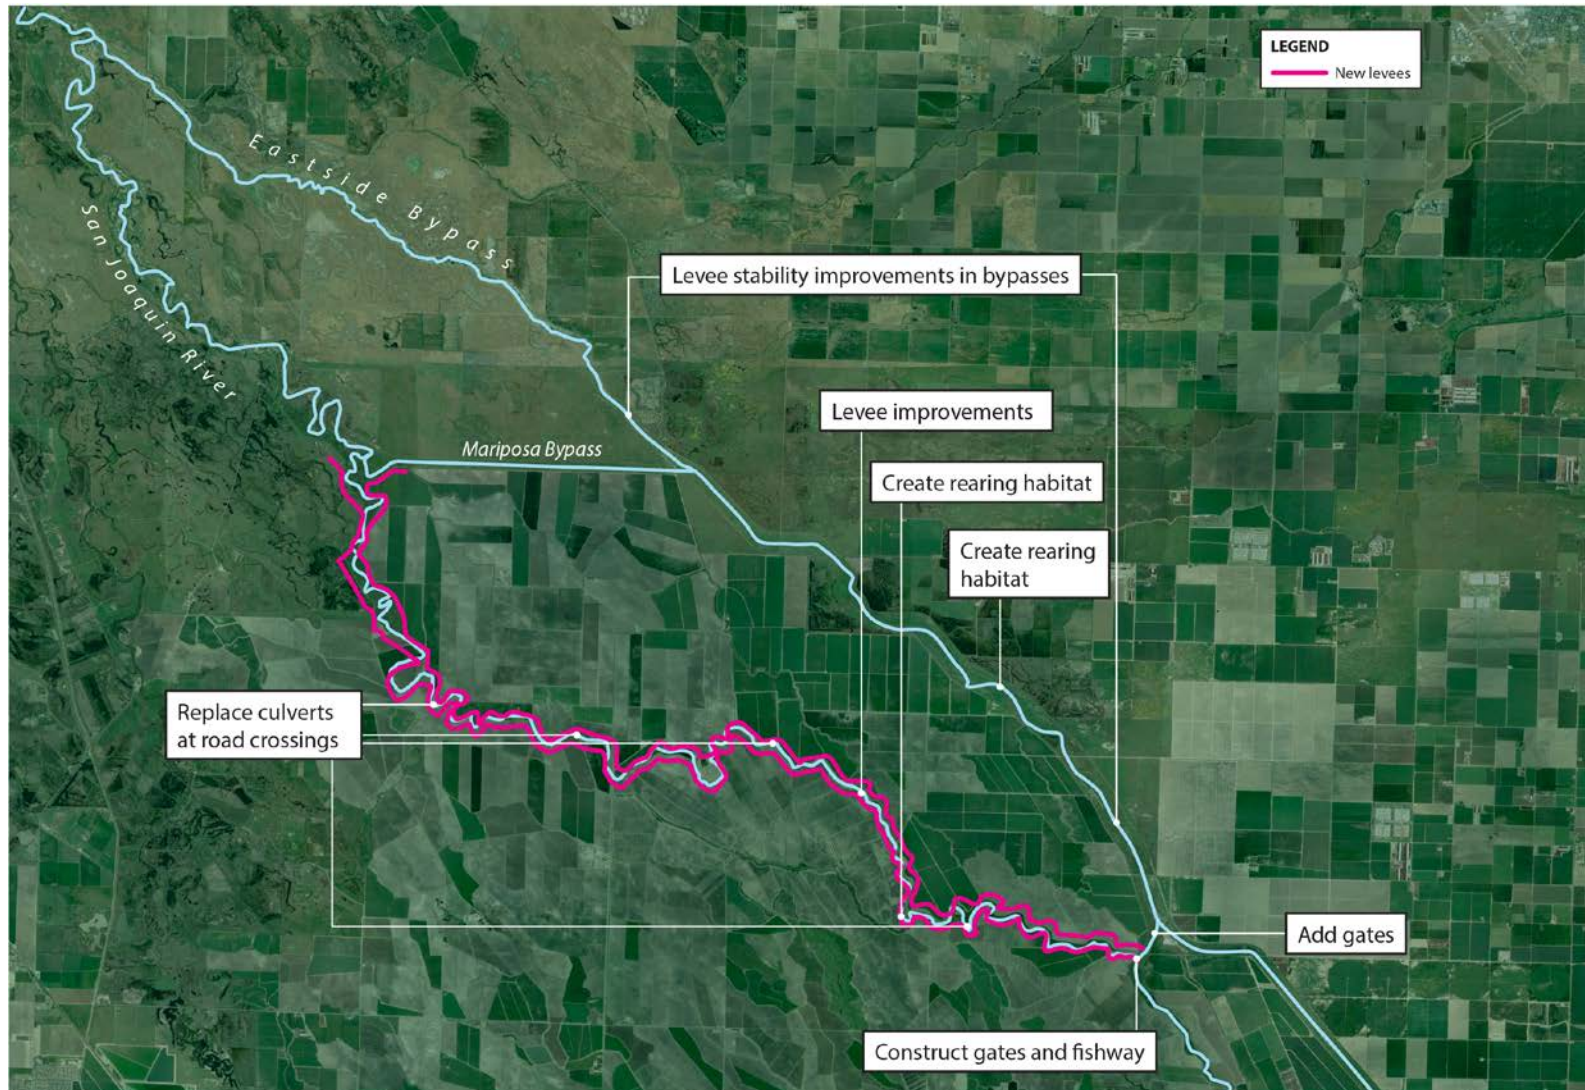 LEGEND
New levees
Eastside Bypass
San Joaquin River
Levee stability improvements in bypasses
Levee improvements
Mariposa Bypass
Create rearing habitat
Create rearing
habitat
Replace culverts
at road crossings
Add gates
Construct gates and fishway